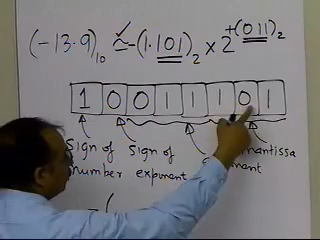 (-13.9)₁₀ ≃ -(1.101)₂ × 2^+(011)₂
1 0 0 1 1 1 0 1
Sign of number Sign of exponent mantissa
-(